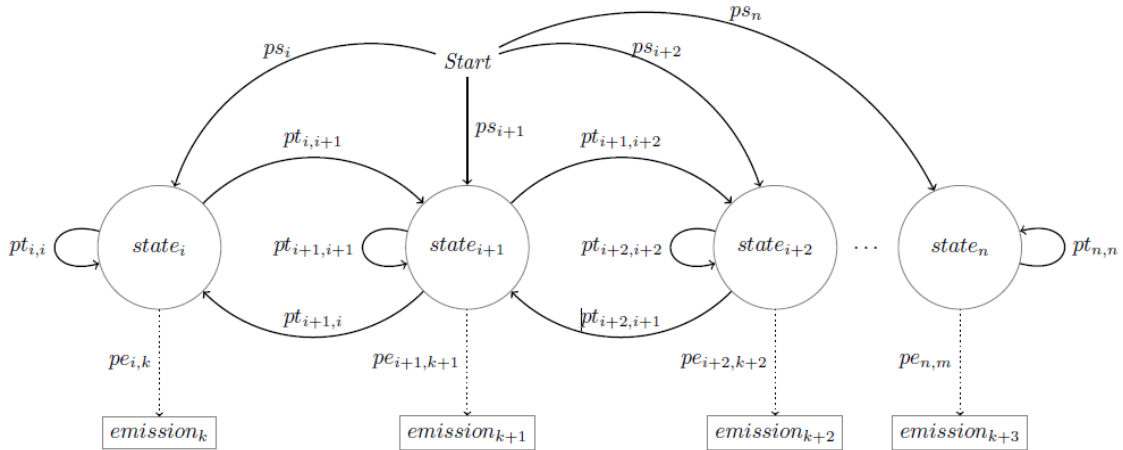 ps_n
ps_i
ps_{i+2}
Start
ps_{i+1}
pt_{i,i+1}
pt_{i+1,i+2}
pt_{i,i}
state_i
pt_{i+1,i+1}
state_{i+1}
pt_{i+2,i+2}
state_{i+2}
...
state_n
pt_{n,n}
pt_{i+1,i}
pt_{i+2,i+1}
pe_{i,k}
pe_{i+1,k+1}
pe_{i+2,k+2}
pe_{n,m}
emission_k
emission_{k+1}
emission_{k+2}
emission_{k+3}